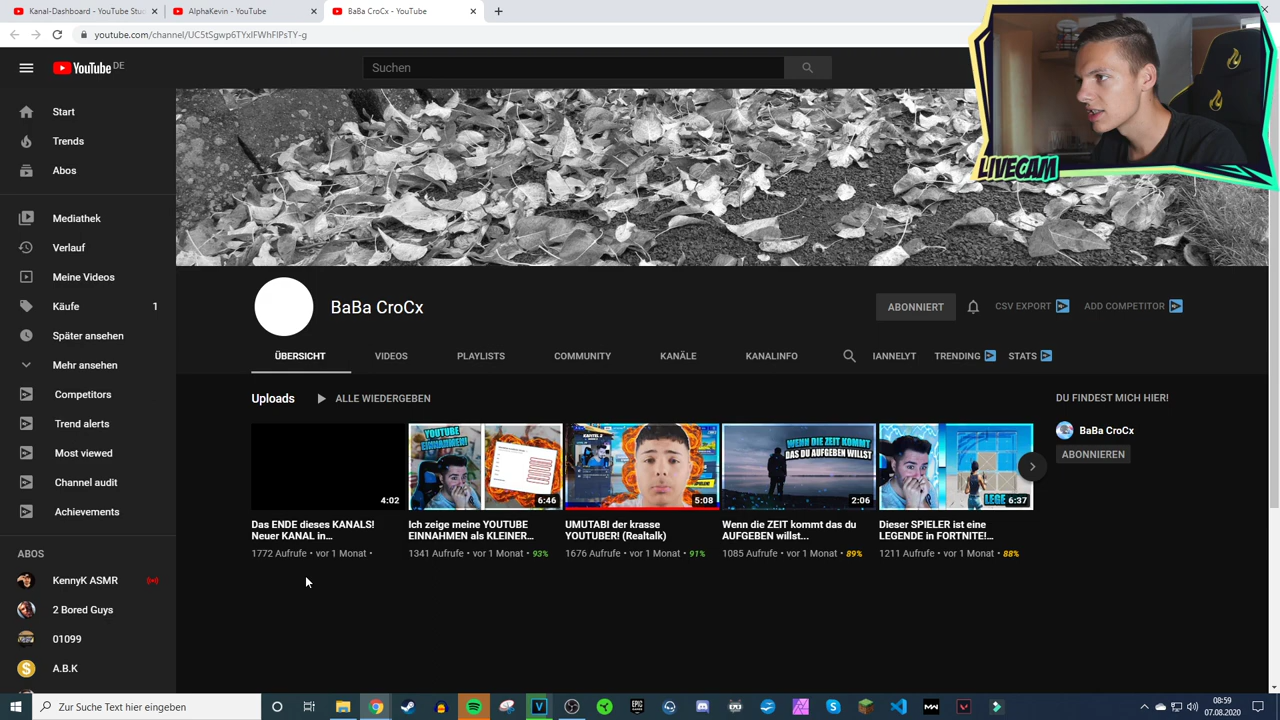 Kanal-Dashboard - YouTube Stu
AlphaKevin - YouTube
BaBa CroCx - YouTube
youtube.com/channel/UC5tSgwp6TYxIFWhFIPsTY-g
YouTube DE
Suchen
LIVECAM
Start
Trends
Abos
Mediathek
Verlauf
Meine Videos
Käufe 1
Später ansehen
Mehr ansehen
Competitors
Trend alerts
Most viewed
Channel audit
Achievements
ABOS
KennyK ASMR
2 Bored Guys
01099
A.B.K
BaBa CroCx
ABONNIERT
CSV EXPORT
ADD COMPETITOR
ÜBERSICHT
VIDEOS
PLAYLISTS
COMMUNITY
KANÄLE
KANALINFO
IANNELYT
TRENDING
STATS
Uploads
ALLE WIEDERGEBEN
4:02
Das ENDE dieses KANALS!
Neuer KANAL in...
1772 Aufrufe • vor 1 Monat •
YOUTUBE
EINNAHMEN!
6:46
Ich zeige meine YOUTUBE
EINNAHMEN als KLEINER...
1341 Aufrufe • vor 1 Monat • 93%
KAPITEL 2
5:08
UMUTABI der krasse
YOUTUBER! (Realtalk)
1676 Aufrufe • vor 1 Monat • 91%
WENN DIE ZEIT KOMMT
DAS DU AUFGEBEN WILLST
2:06
Wenn die ZEIT kommt das du
AUFGEBEN willst...
1085 Aufrufe • vor 1 Monat • 89%
LEGE
6:37
Dieser SPIELER ist eine
LEGENDE in FORTNITE!...
1211 Aufrufe • vor 1 Monat • 88%
DU FINDEST MICH HIER!
BaBa CroCx
ABONNIEREN
Zur Suche Text hier eingeben
08:59
07.08.2020